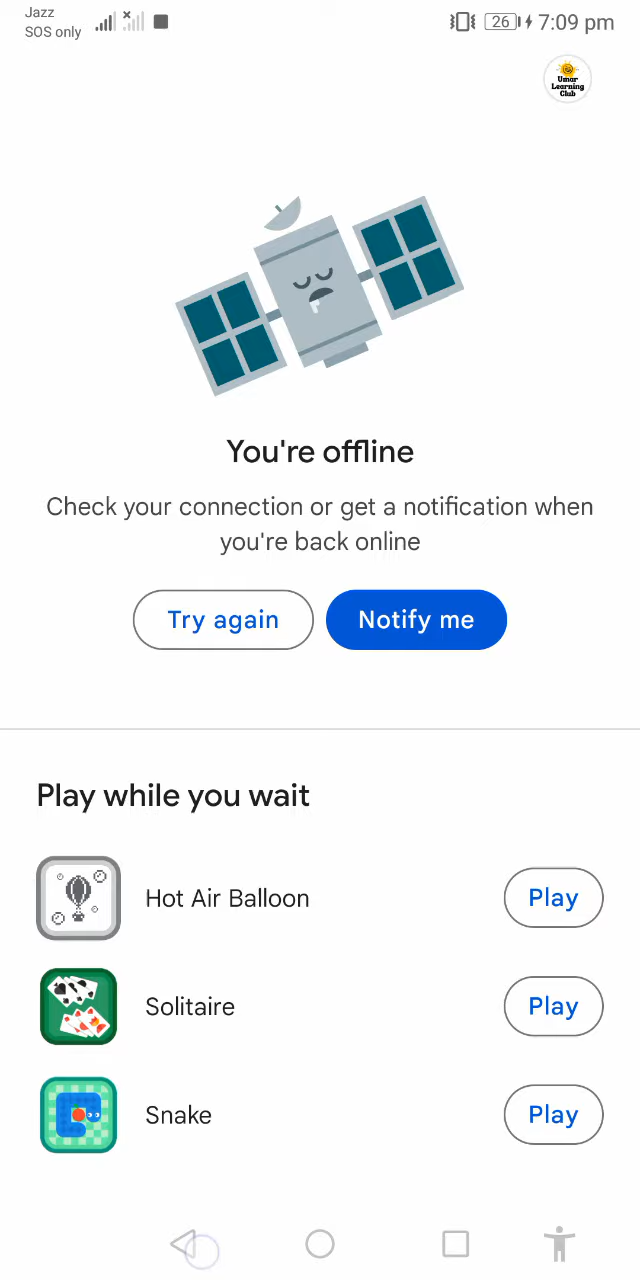 Jazz
SOS only
26
7:09 pm
Umar
Learning
Club
You're offline
Check your connection or get a notification when
you're back online
Try again
Notify me
Play while you wait
Hot Air Balloon
Play
Solitaire
Play
Snake
Play